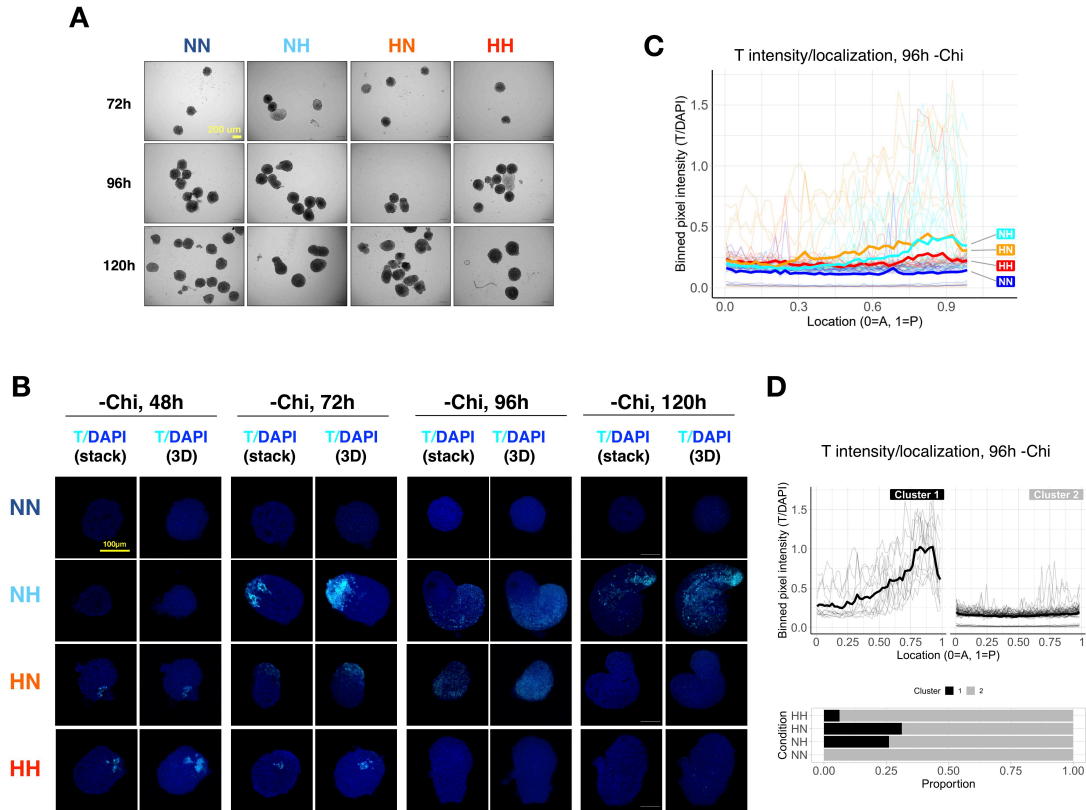 A
NN NH HN HH
72h
200 um
96h
120h
B
-Chi, 48h -Chi, 72h -Chi, 96h -Chi, 120h
T/DAPI T/DAPI T/DAPI T/DAPI T/DAPI T/DAPI T/DAPI T/DAPI
(stack) (3D) (stack) (3D) (stack) (3D) (stack) (3D)
NN
100µm
NH
HN
HH
C
T intensity/localization, 96h -Chi
Binned pixel intensity (T/DAPI)
1.5
1.0
0.5
0.0
NH
HN
HH
NN
0.0 0.3 0.6 0.9
Location (0=A, 1=P)
D
T intensity/localization, 96h -Chi
Cluster 1 Cluster 2
Binned pixel intensity (T/DAPI)
1.5
1.0
0.5
0.0
0 0.25 0.50 0.75 1 0 0.25 0.50 0.75 1
Location (0=A, 1=P)
Cluster 1 2
Condition
HH
HN
NH
NN
0.00 0.25 0.50 0.75 1.00
Proportion